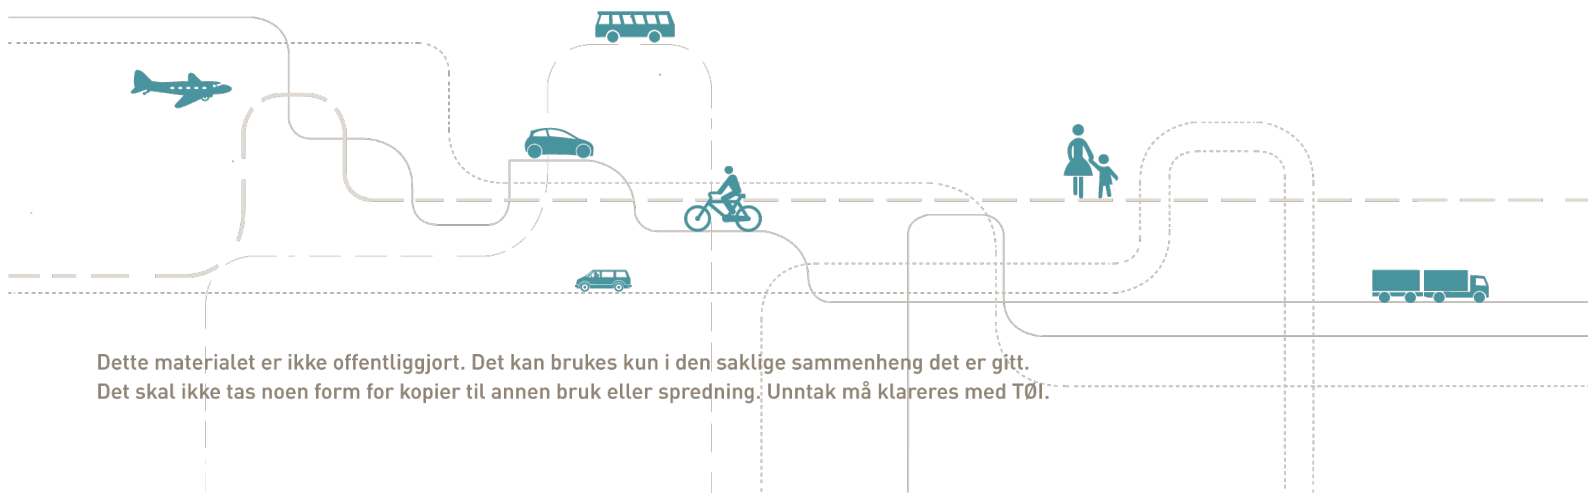 Dette materialet er ikke offentliggjort. Det kan brukes kun i den saklige sammenheng det er gitt.
Det skal ikke tas noen form for kopier til annen bruk eller spredning. Unntak må klareres med TØI.